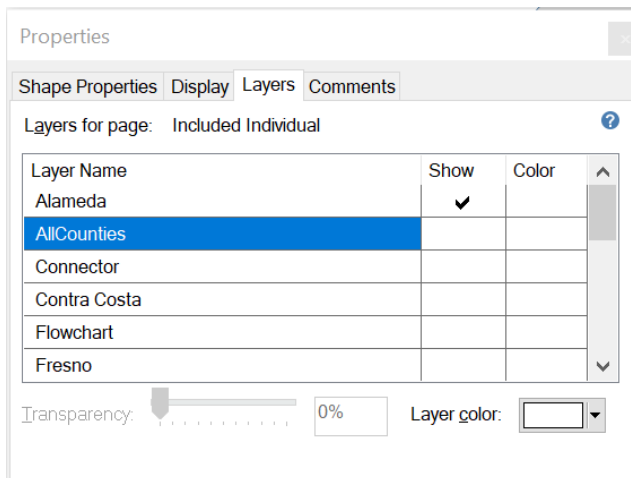 Properties
Shape Properties Display Layers Comments
Layers for page: Included Individual
Layer Name Show Color
Alameda
AllCounties
Connector
Contra Costa
Flowchart
Fresno
Transparency: 0% Layer color: